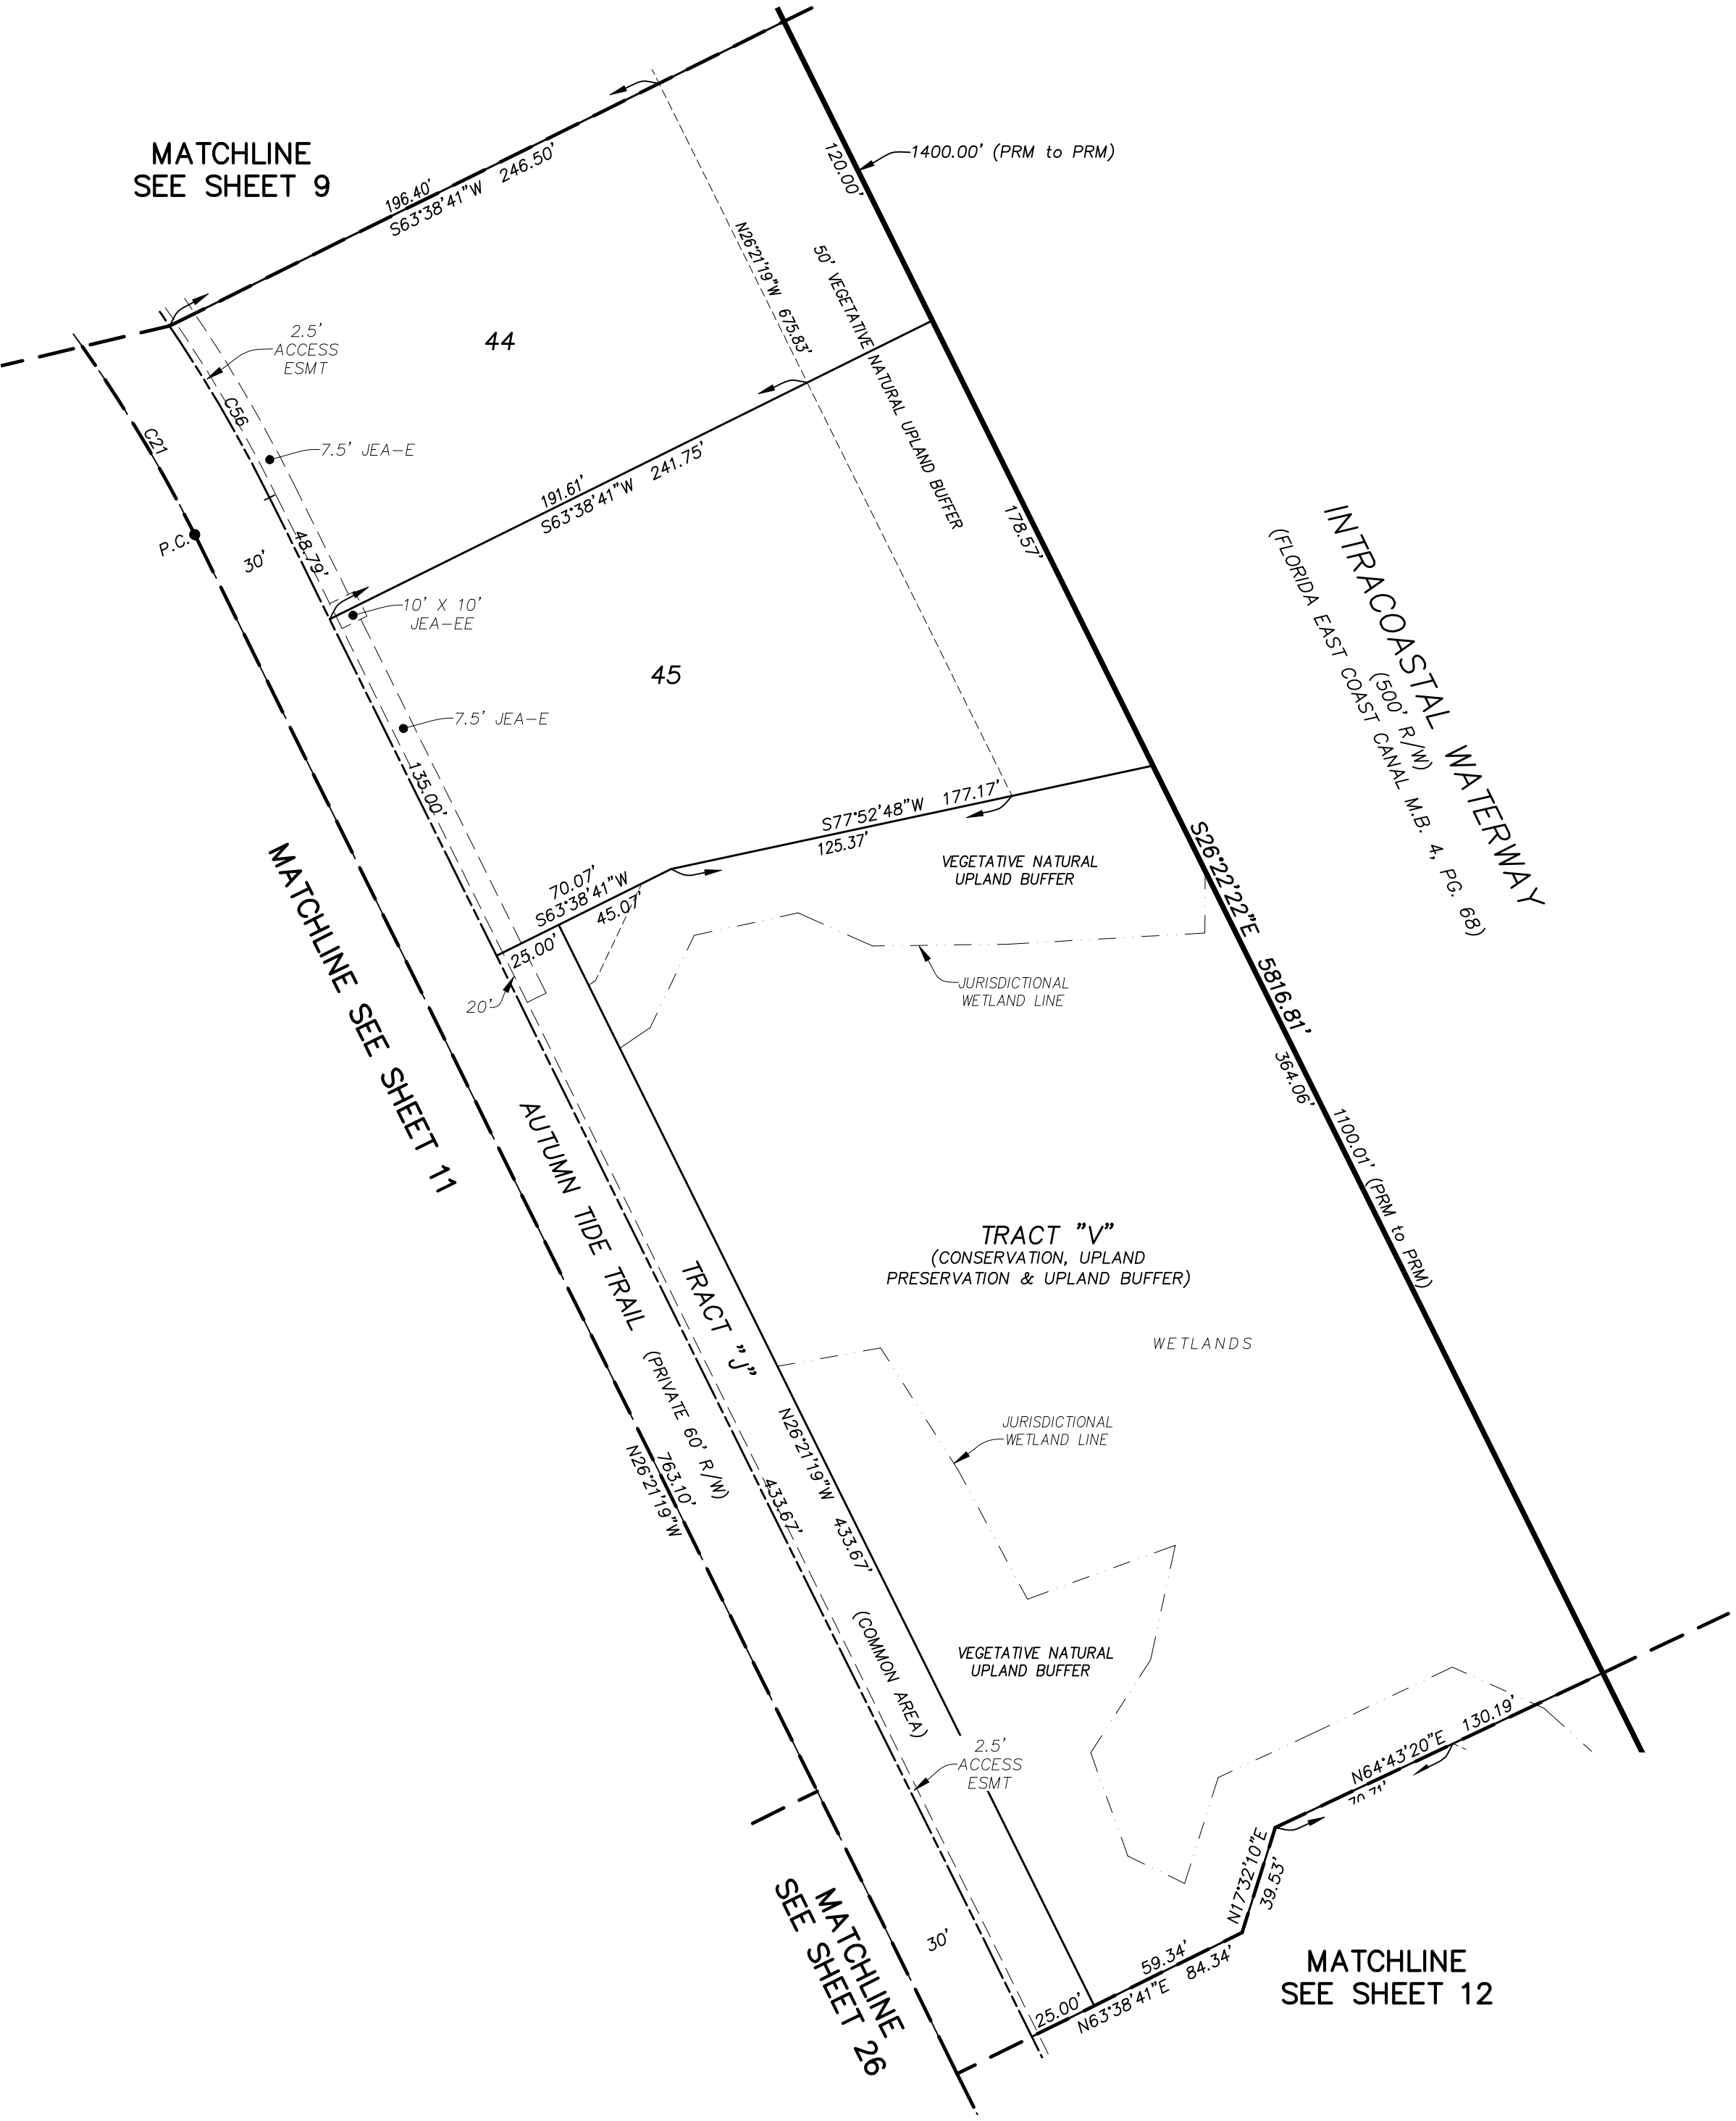 MATCHLINE
SEE SHEET 9
196.40'
S63°38'41"W 246.50'
120.00'
1400.00' (PRM to PRM)
N26°21'19"W 675.83'
50' VEGETATIVE NATURAL UPLAND BUFFER
2.5'
ACCESS
ESMT
44
C56
C21
7.5' JEA-E
191.61'
S63°38'41"W 241.75'
178.57'
P.C.
30'
48.79'
10' X 10'
JEA-EE
45
7.5' JEA-E
135.00'
INTRACOASTAL WATERWAY
(500' R/W)
(FLORIDA EAST COAST CANAL M.B. 4, PG. 68)
S77°52'48"W 177.17'
125.37'
70.07'
S63°38'41"W
45.07'
25.00'
20'
VEGETATIVE NATURAL
UPLAND BUFFER
JURISDICTIONAL
WETLAND LINE
S26°22'22"E 5816.81'
364.06'
1100.01' (PRM to PRM)
MATCHLINE SEE SHEET 11
AUTUMN TIDE TRAIL
(PRIVATE 60' R/W)
763.10'
N26°21'19"W
TRACT "J"
N26°21'19"W 433.67'
433.67'
(COMMON AREA)
TRACT "V"
(CONSERVATION, UPLAND
PRESERVATION & UPLAND BUFFER)
WETLANDS
JURISDICTIONAL
WETLAND LINE
VEGETATIVE NATURAL
UPLAND BUFFER
2.5'
ACCESS
ESMT
N64°43'20"E 130.19'
70.71'
N17°32'10"E
39.53'
59.34'
N63°38'41"E 84.34'
25.00'
30'
MATCHLINE
SEE SHEET 26
MATCHLINE
SEE SHEET 12